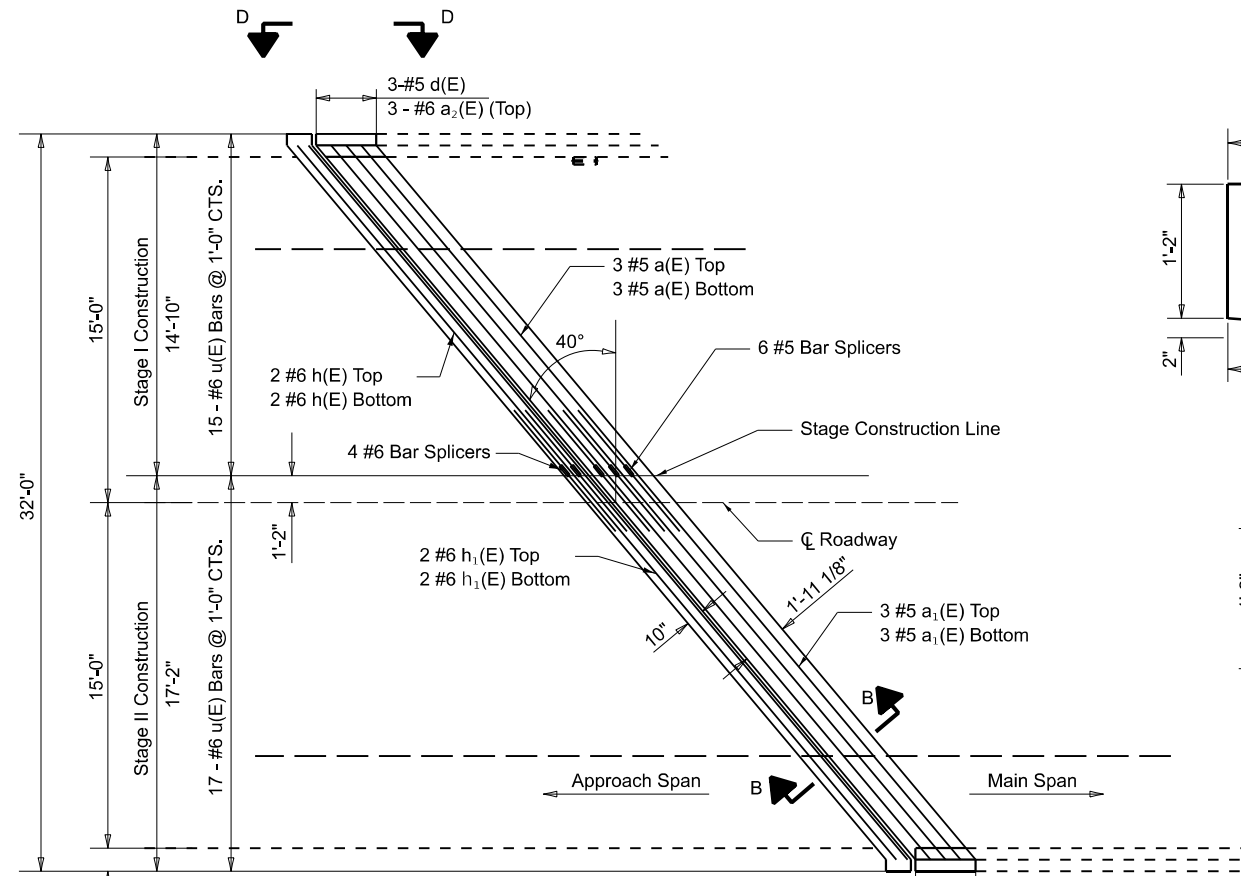 D
D
3-#5 d(E)
3 - #6 a₂(E) (Top)
32'-0"
15'-0"
Stage I Construction
14'-10"
15 - #6 u(E) Bars @ 1'-0" CTS.
3 #5 a(E) Top
3 #5 a(E) Bottom
40°
6 #5 Bar Splicers
2 #6 h(E) Top
2 #6 h(E) Bottom
4 #6 Bar Splicers
Stage Construction Line
1'-2"
℄ Roadway
2 #6 h₁(E) Top
2 #6 h₁(E) Bottom
1'-11 1/8"
10"
3 #5 a₁(E) Top
3 #5 a₁(E) Bottom
15'-0"
Stage II Construction
17'-2"
17 - #6 u(E) Bars @ 1'-0" CTS.
B
B
Approach Span
Main Span
1'-2"
2"